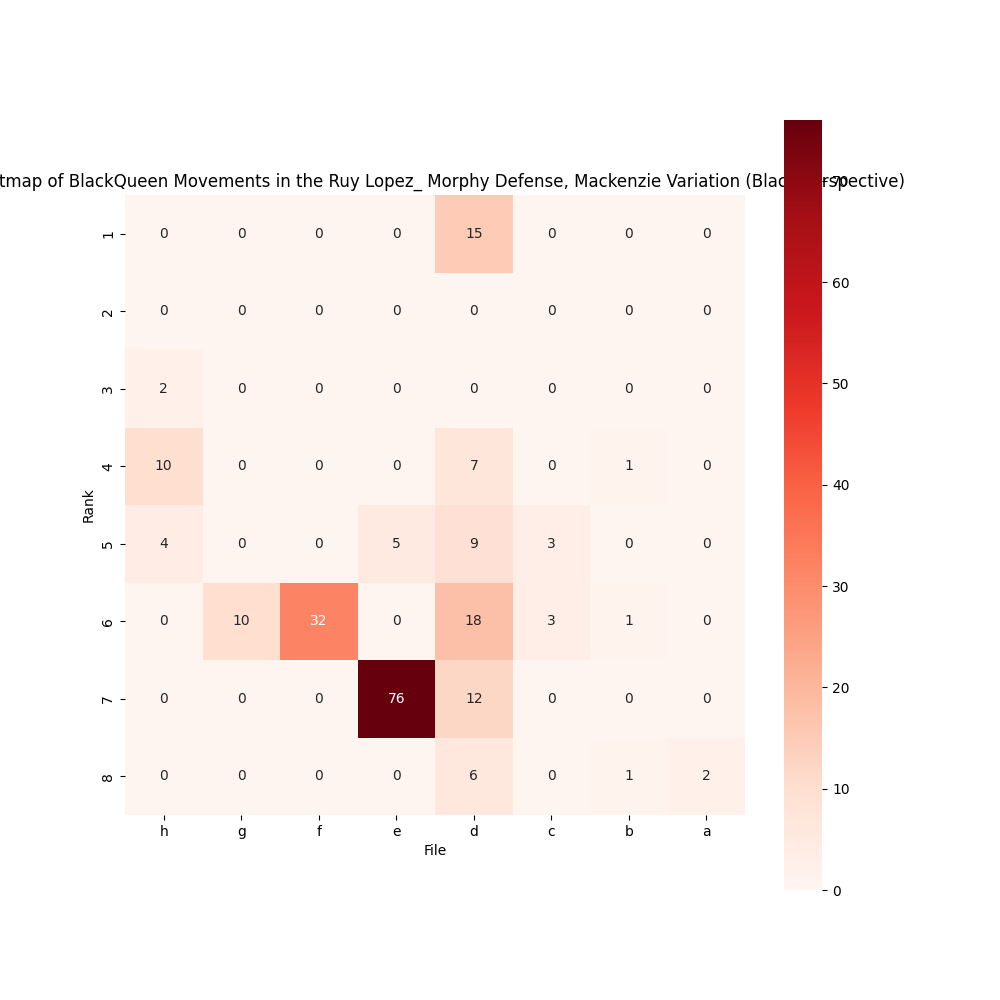 tmap of BlackQueen Movements in the Ruy Lopez_ Morphy Defense, Mackenzie Variation (Blac rspective)
70
1 0 0 0 0 15 0 0 0
60
2 0 0 0 0 0 0 0 0
3 2 0 0 0 0 0 0 0
50
4 10 0 0 0 7 0 1 0
40
Rank
5 4 0 0 5 9 3 0 0
30
6 0 10 32 0 18 3 1 0
20
7 0 0 0 76 12 0 0 0
8 0 0 0 0 6 0 1 2
10
h g f e d c b a
File
0